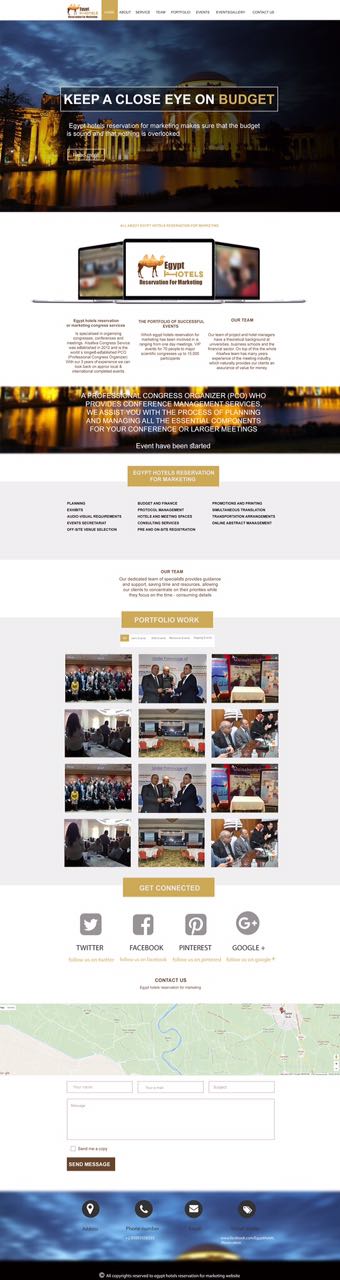 Egypt
HOTELS
Reservation For Marketing
HOME ABOUT SERVICE TEAM PORTFOLIO EVENTS EVENTSGALLERY CONTACT US
KEEP A CLOSE EYE ON BUDGET
Egypt hotels reservation for marketing makes sure that the budget
is sound and that nothing is overlooked
Read more
ALL ABOUT EGYPT HOTELS RESERVATION FOR MARKETING
Egypt
HOTELS
Reservation For Marketing
Egypt hotels reservation
or marketing congress services
Is specialised in organising
congresses, conferences and
meetings. Alsafwa Congress Service
was established in 2012 and is the
world's longest-established PCO
(Professional Congress Organizer)
With our 3 years of experience we can
look back on approx local &
international completed events
THE PORTFOLIO OF SUCCESSFUL
EVENTS
Which egypt hotels reservation for
marketing has been involved in is
ranging from one-day meetings, VIP
events for 70 people to major
scientific congresses up to 15,000
participants
OUR TEAM
Our team of project and hotel managers
have a theoretical background at
universities, business schools and the
financial sector. On top of this the whole
Alsafwa team has many years
experience of the meeting industry,
which naturally provides our clients an
assurance of value for money
A PROFESSIONAL CONGRESS ORGANIZER (PCO) WHO
PROVIDES CONFERENCE MANAGEMENT SERVICES,
WE ASSIST YOU WITH THE PROCESS OF PLANNING
AND MANAGING ALL THE ESSENTIAL COMPONENTS
FOR YOUR CONFERENCE OR LARGER MEETINGS
Event have been started
EGYPT HOTELS RESERVATION
FOR MARKETING
PLANNING
EXHIBITS
AUDIO-VISUAL REQUIREMENTS
EVENTS SECRETARIAT
OFF-SITE VENUE SELECTION
BUDGET AND FINANCE
PROTOCOL MANAGEMENT
HOTELS AND MEETING SPACES
CONSULTING SERVICES
PRE AND ON-SITE REGISTRATION
PROMOTIONS AND PRINTING
SIMULTANEOUS TRANSLATION
TRANSPORTATION ARRANGEMENTS
ONLINE ABSTRACT MANAGEMENT
OUR TEAM
Our dedicated team of specialists provides guidance
and support, saving time and resources, allowing
our clients to concentrate on their priorities while
they focus on the time - consuming details
PORTFOLIO WORK
GET CONNECTED
TWITTER
follow us on twitter
FACEBOOK
follow us on facebook
PINTEREST
follow us on pinterest
GOOGLE +
follow us on google +
CONTACT US
Egypt hotels reservation for marketing
Your name
Your e-mail
Subject
Message
Send me a copy
SEND MESSAGE
Address
Phone number
Email
© All copyrights reserved to egypt hotels reservation for marketing website